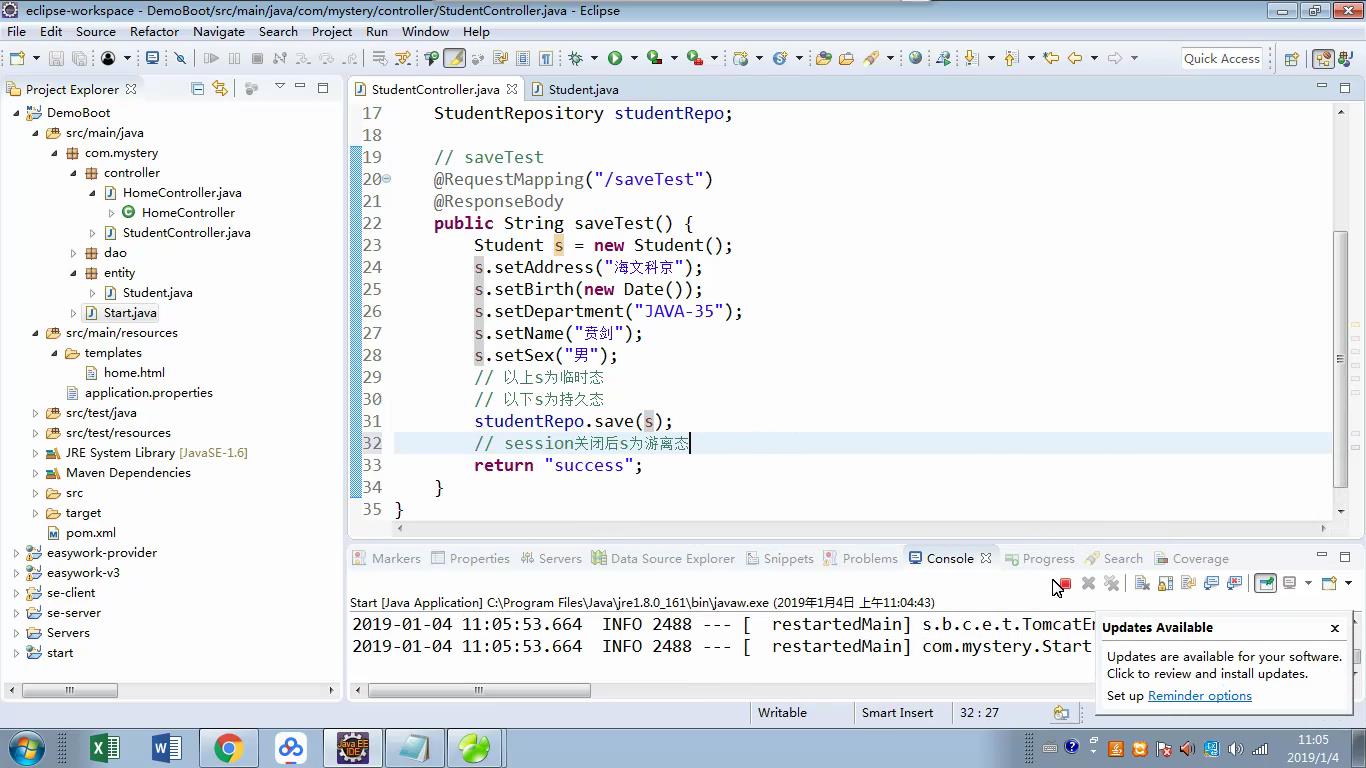 eclipse-workspace - DemoBoot/src/main/java/com/mystery/controller/StudentController.java - Eclipse
File Edit Source Refactor Navigate Search Project Run Window Help
Quick Access
Project Explorer
DemoBoot
src/main/java
com.mystery
controller
HomeController.java
HomeController
StudentController.java
dao
entity
Student.java
Start.java
src/main/resources
templates
home.html
application.properties
src/test/java
src/test/resources
JRE System Library [JavaSE-1.6]
Maven Dependencies
src
target
pom.xml
easywork-provider
easywork-v3
se-client
se-server
Servers
start
StudentController.java Student.java
17 StudentRepository studentRepo;
18
19 // saveTest
20 @RequestMapping("/saveTest")
21 @ResponseBody
22 public String saveTest() {
23 Student s = new Student();
24 s.setAddress("海文科京");
25 s.setBirth(new Date());
26 s.setDepartment("JAVA-35");
27 s.setName("贲剑");
28 s.setSex("男");
29 // 以上s为临时态
30 // 以下s为持久态
31 studentRepo.save(s);
32 // session关闭后s为游离态
33 return "success";
34 }
35 }
Markers Properties Servers Data Source Explorer Snippets Problems Console Progress Search Coverage
Start [Java Application] C:\Program Files\Java\jre1.8.0_161\bin\javaw.exe (2019年1月4日 上午11:04:43)
2019-01-04 11:05:53.664 INFO 2488 --- [ restartedMain] s.b.c.e.t.TomcatE
2019-01-04 11:05:53.664 INFO 2488 --- [ restartedMain] com.mystery.Start
Updates Available
Updates are available for your software.
Click to review and install updates.
Set up Reminder options
Writable Smart Insert 32 : 27
Java EE
IDE
11:05
2019/1/4